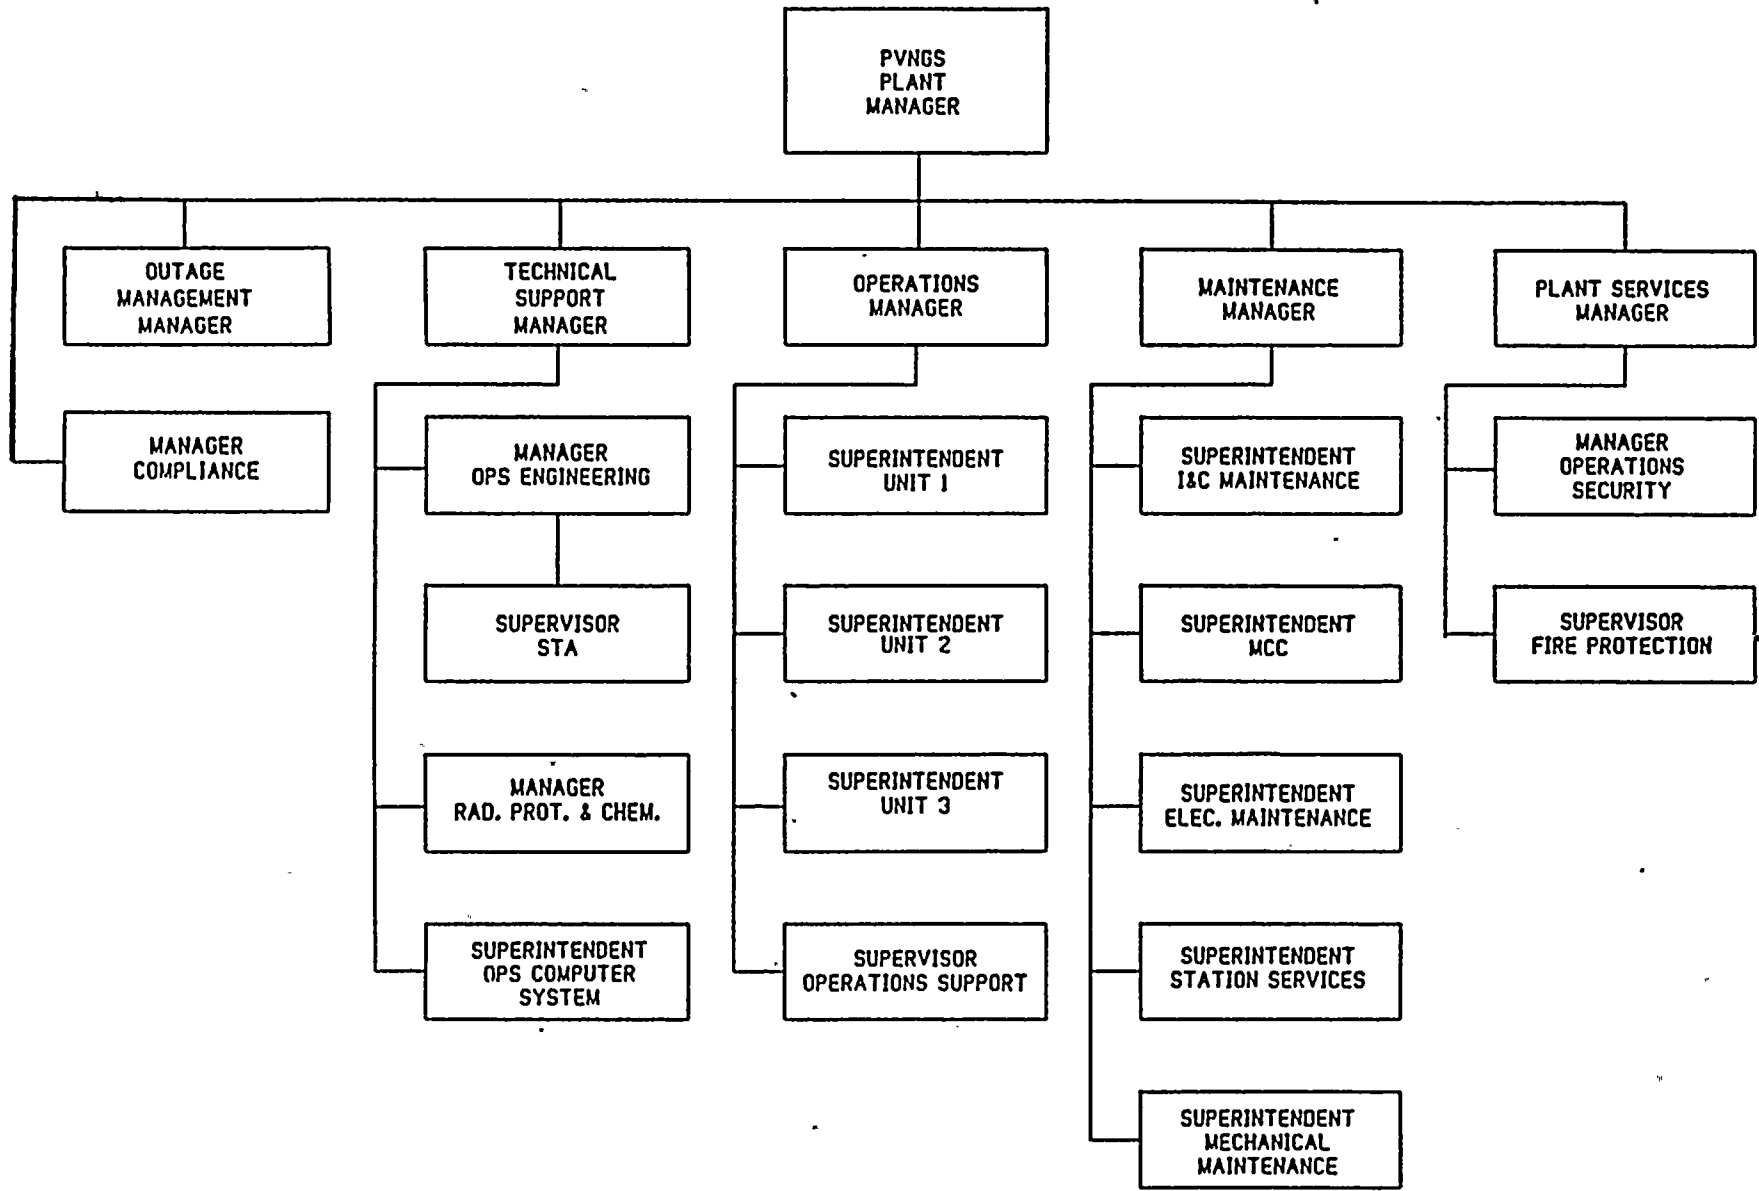 PVNGS
PLANT
MANAGER
OUTAGE
MANAGEMENT
MANAGER
TECHNICAL
SUPPORT
MANAGER
OPERATIONS
MANAGER
MAINTENANCE
MANAGER
PLANT SERVICES
MANAGER
MANAGER
COMPLIANCE
MANAGER
OPS ENGINEERING
SUPERINTENDENT
UNIT 1
SUPERINTENDENT
I&C MAINTENANCE
MANAGER
OPERATIONS
SECURITY
SUPERVISOR
STA
SUPERINTENDENT
UNIT 2
SUPERINTENDENT
MCC
SUPERVISOR
FIRE PROTECTION
MANAGER
RAD. PROT. & CHEM.
SUPERINTENDENT
UNIT 3
SUPERINTENDENT
ELEC. MAINTENANCE
SUPERINTENDENT
OPS COMPUTER
SYSTEM
SUPERVISOR
OPERATIONS SUPPORT
SUPERINTENDENT
STATION SERVICES
SUPERINTENDENT
MECHANICAL
MAINTENANCE